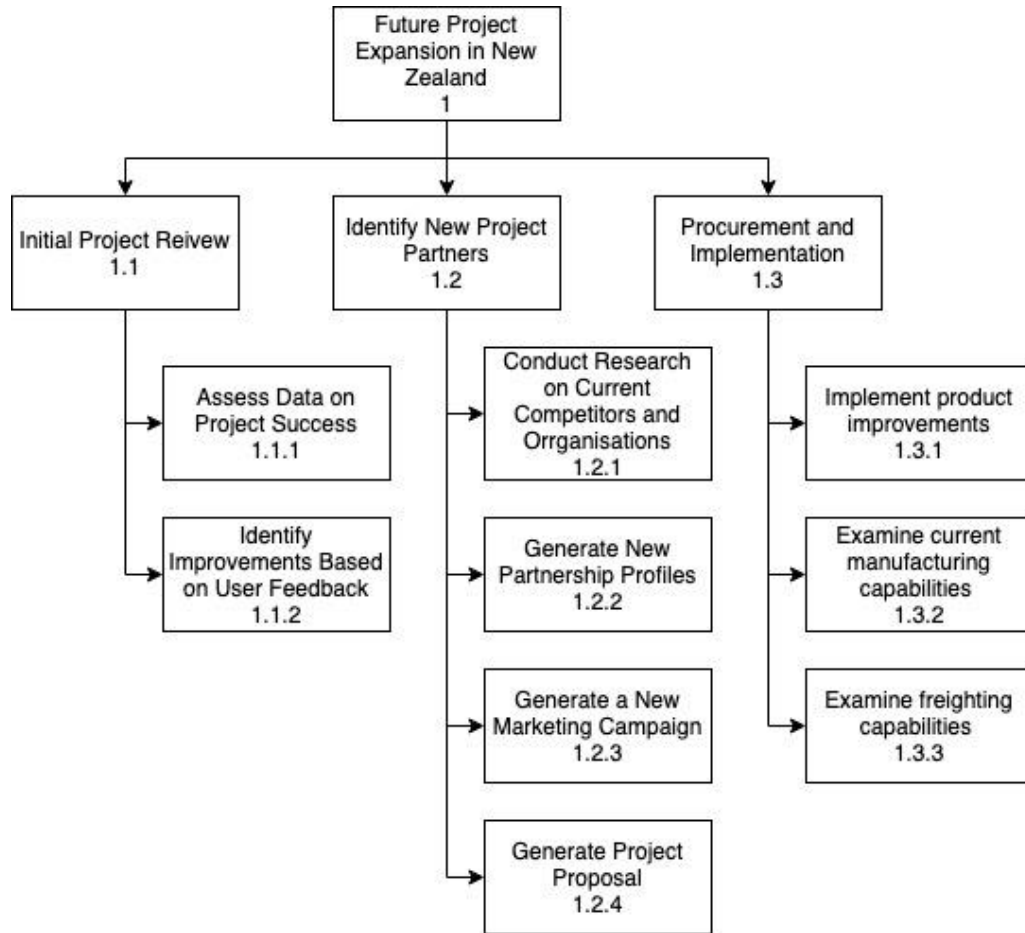 Future Project
Expansion in New
Zealand
1
Initial Project Reivew
1.1
Identify New Project
Partners
1.2
Procurement and
Implementation
1.3
Assess Data on
Project Success
1.1.1
Identify
Improvements Based
on User Feedback
1.1.2
Conduct Research
on Current
Competitors and
Orrganisations
1.2.1
Generate New
Partnership Profiles
1.2.2
Generate a New
Marketing Campaign
1.2.3
Generate Project
Proposal
1.2.4
Implement product
improvements
1.3.1
Examine current
manufacturing
capabilities
1.3.2
Examine freighting
capabilities
1.3.3